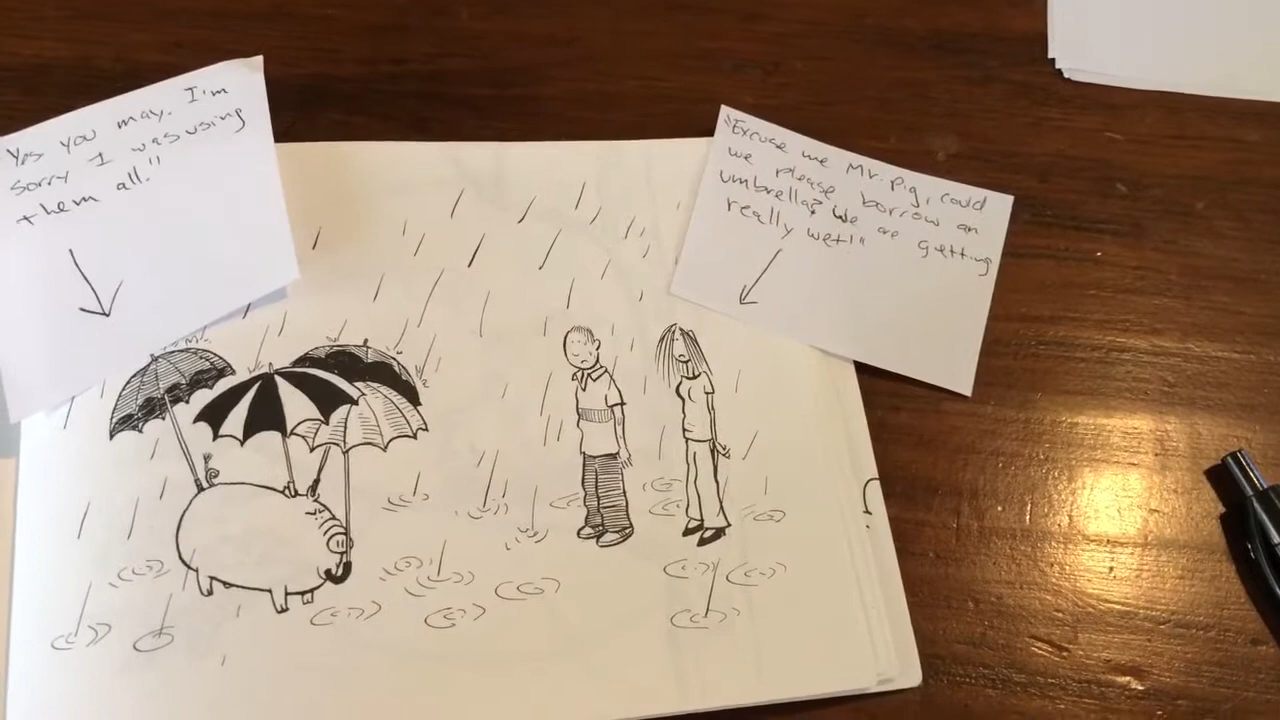 Yes you may. I'm
sorry I was using
them all."
"Excuse me Mr. Pig, could
we please borrow an
umbrella? We are getting
really wet!"